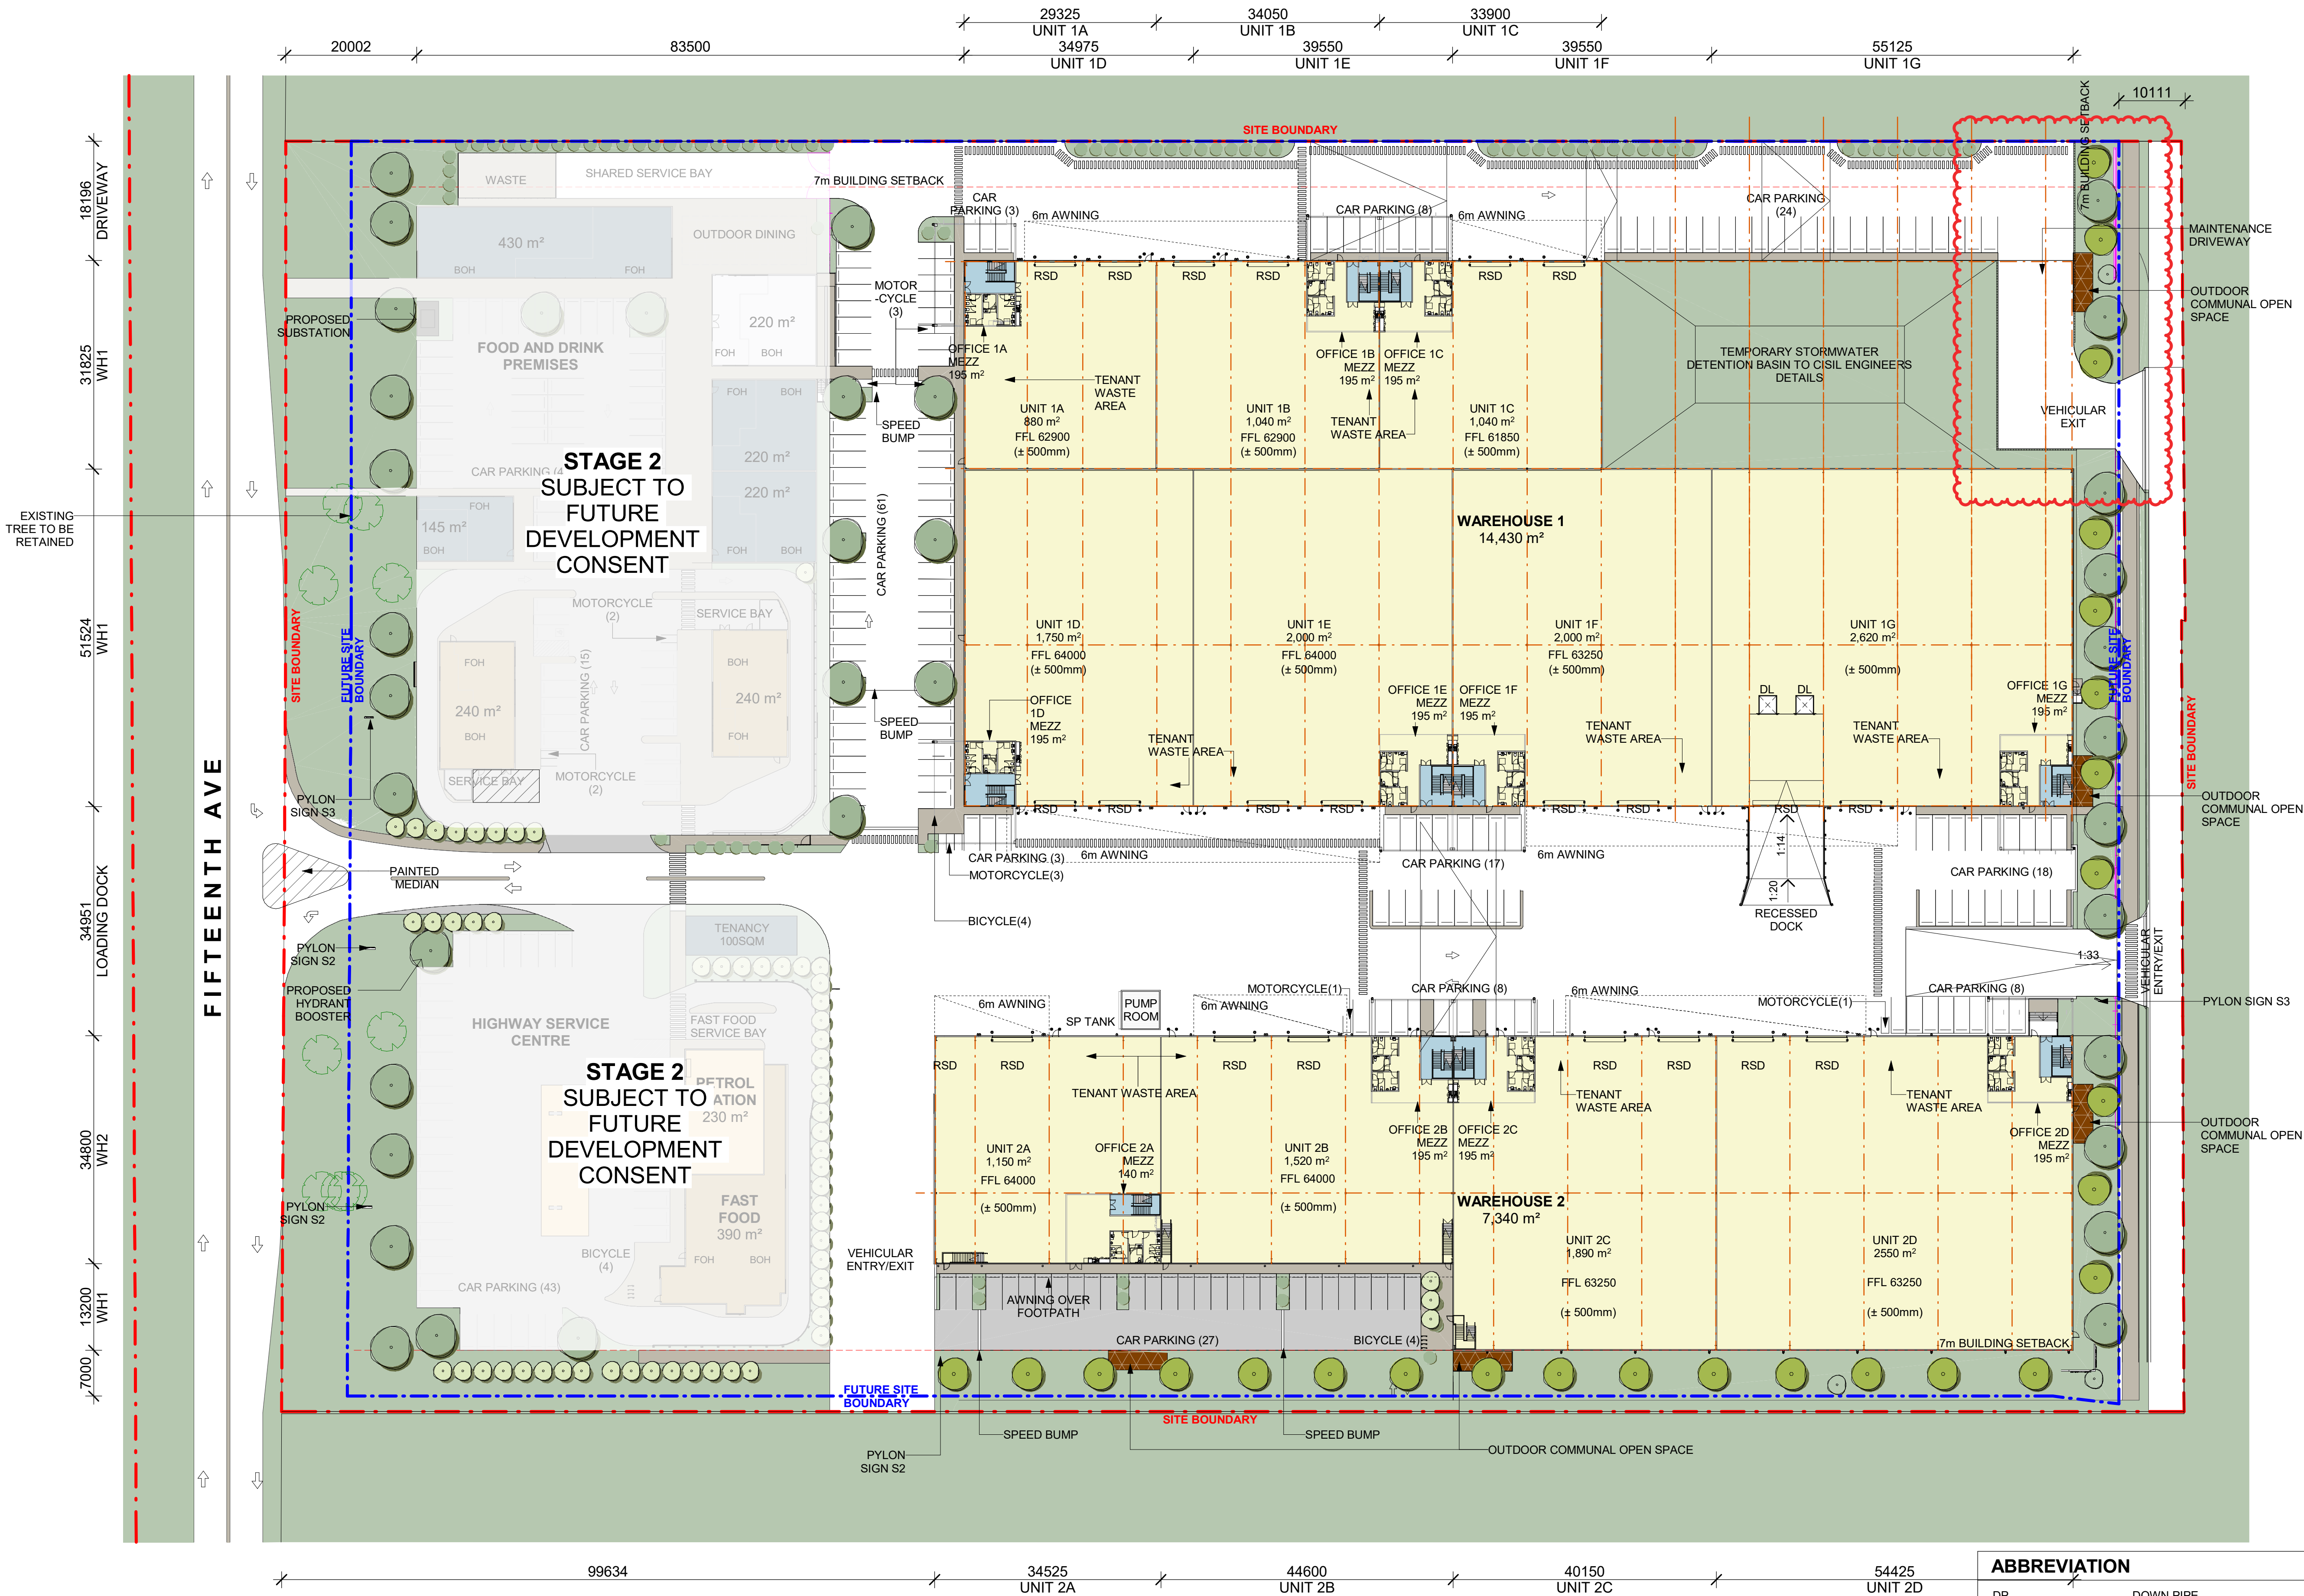 29325
34050
33900
UNIT 1A
UNIT 1B
UNIT 1C
20002
83500
34975
39550
39550
55125
UNIT 1D
UNIT 1E
UNIT 1F
UNIT 1G
10111
7m BUILDING SETBACK
SITE BOUNDARY
18196
DRIVEWAY
31825
WH1
51524
WH1
34951
LOADING DOCK
34800
WH2
13200
WH1
7000
WASTE
SHARED SERVICE BAY
7m BUILDING SETBACK
CAR
PARKING (3)
6m AWNING
CAR PARKING (8)
6m AWNING
CAR PARKING
(24)
MAINTENANCE
DRIVEWAY
430 m²
BOH
FOH
OUTDOOR DINING
MOTOR
-CYCLE
(3)
RSD
RSD
RSD
RSD
RSD
RSD
OUTDOOR
COMMUNAL OPEN
SPACE
PROPOSED
SUBSTATION
220 m²
FOH
BOH
FOOD AND DRINK
PREMISES
OFFICE 1A
MEZZ
195 m²
OFFICE 1B
MEZZ
195 m²
OFFICE 1C
MEZZ
195 m²
TEMPORARY STORMWATER
DETENTION BASIN TO CISIL ENGINEERS
DETAILS
TENANT
WASTE
AREA
FOH
BOH
SPEED
BUMP
UNIT 1A
880 m²
FFL 62900
(± 500mm)
UNIT 1B
1,040 m²
FFL 62900
(± 500mm)
TENANT
WASTE AREA
UNIT 1C
1,040 m²
FFL 61850
(± 500mm)
VEHICULAR
EXIT
CAR PARKING (4
STAGE 2
SUBJECT TO
FUTURE
DEVELOPMENT
CONSENT
220 m²
220 m²
FOH
BOH
EXISTING
TREE TO BE
RETAINED
FOH
145 m²
BOH
CAR PARKING (61)
WAREHOUSE 1
14,430 m²
MOTORCYCLE
(2)
SERVICE BAY
SITE BOUNDARY
FUTURE SITE
BOUNDARY
UNIT 1D
1,750 m²
FFL 64000
(± 500mm)
UNIT 1E
2,000 m²
FFL 64000
(± 500mm)
UNIT 1F
2,000 m²
FFL 63250
(± 500mm)
UNIT 1G
2,620 m²
(± 500mm)
FUTURE SITE
BOUNDARY
SITE BOUNDARY
FOH
240 m²
BOH
CAR PARKING (15)
BOH
240 m²
FOH
SERVICE BAY
MOTORCYCLE
(2)
SPEED
BUMP
OFFICE
1D
MEZZ
195 m²
OFFICE 1E
MEZZ
195 m²
OFFICE 1F
MEZZ
195 m²
DL
DL
OFFICE 1G
MEZZ
195 m²
TENANT
WASTE AREA
TENANT
WASTE AREA
TENANT
WASTE AREA
PYLON
SIGN S3
RSD
RSD
RSD
RSD
RSD
RSD
RSD
RSD
RSD
OUTDOOR
COMMUNAL OPEN
SPACE
FIFTEENTH AVE
PAINTED
MEDIAN
CAR PARKING (3)
6m AWNING
MOTORCYCLE(3)
CAR PARKING (17)
6m AWNING
1:14
1:20
RECESSED
DOCK
CAR PARKING (18)
BICYCLE(4)
PYLON
SIGN S2
TENANCY
100SQM
VEHICULAR
ENTRY/EXIT
1:33
PROPOSED
HYDRANT
BOOSTER
HIGHWAY SERVICE
CENTRE
FAST FOOD
SERVICE BAY
6m AWNING
SP TANK
PUMP
ROOM
MOTORCYCLE(1)
6m AWNING
CAR PARKING (8)
6m AWNING
MOTORCYCLE(1)
CAR PARKING (8)
PYLON SIGN S3
STAGE 2
SUBJECT TO
FUTURE
DEVELOPMENT
CONSENT
PETROL
ATION
230 m²
RSD
RSD
RSD
RSD
RSD
RSD
RSD
RSD
TENANT WASTE AREA
TENANT
WASTE AREA
TENANT
WASTE AREA
UNIT 2A
1,150 m²
FFL 64000
(± 500mm)
OFFICE 2A
MEZZ
140 m²
UNIT 2B
1,520 m²
FFL 64000
(± 500mm)
OFFICE 2B
MEZZ
195 m²
OFFICE 2C
MEZZ
195 m²
OFFICE 2D
MEZZ
195 m²
OUTDOOR
COMMUNAL OPEN
SPACE
PYLON
SIGN S2
FAST
FOOD
390 m²
FOH
BOH
WAREHOUSE 2
7,340 m²
BICYCLE
(4)
CAR PARKING (43)
VEHICULAR
ENTRY/EXIT
UNIT 2C
1,890 m²
FFL 63250
(± 500mm)
UNIT 2D
2550 m²
FFL 63250
(± 500mm)
AWNING OVER
FOOTPATH
CAR PARKING (27)
BICYCLE (4)
7m BUILDING SETBACK
FUTURE SITE
BOUNDARY
SITE BOUNDARY
PYLON
SIGN S2
SPEED BUMP
SPEED BUMP
OUTDOOR COMMUNAL OPEN SPACE
99634
34525
44600
40150
54425
UNIT 2A
UNIT 2B
UNIT 2C
UNIT 2D
ABBREVIATION
DP
DOWN PIPE